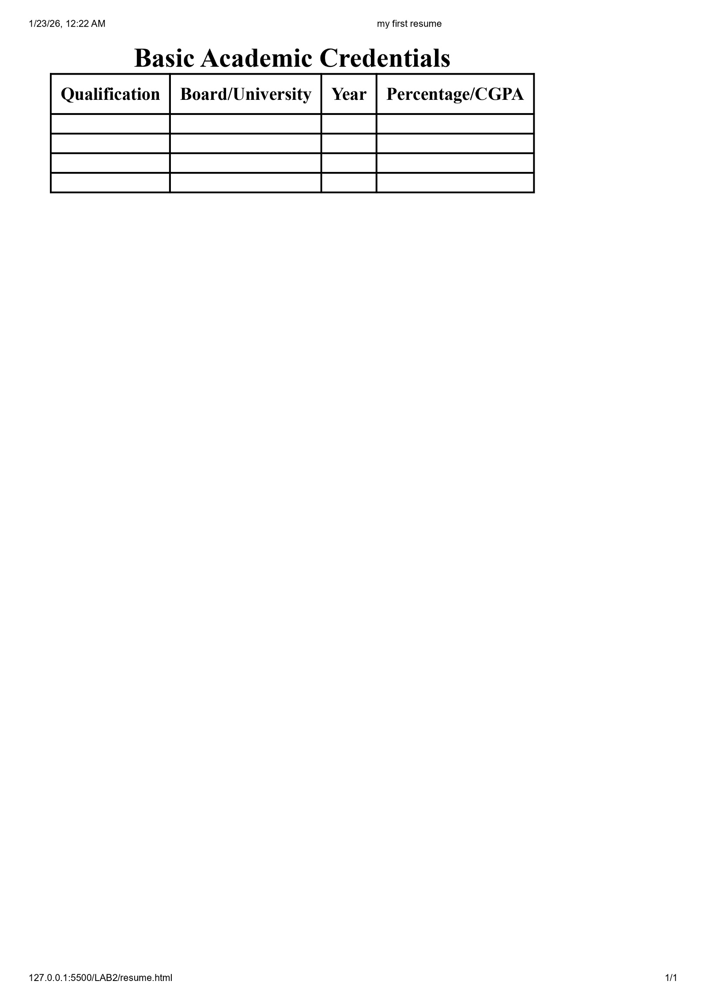 1/23/26, 12:22 AM my first resume
Basic Academic Credentials
Qualification Board/University Year Percentage/CGPA
127.0.0.1:5500/LAB2/resume.html 1/1